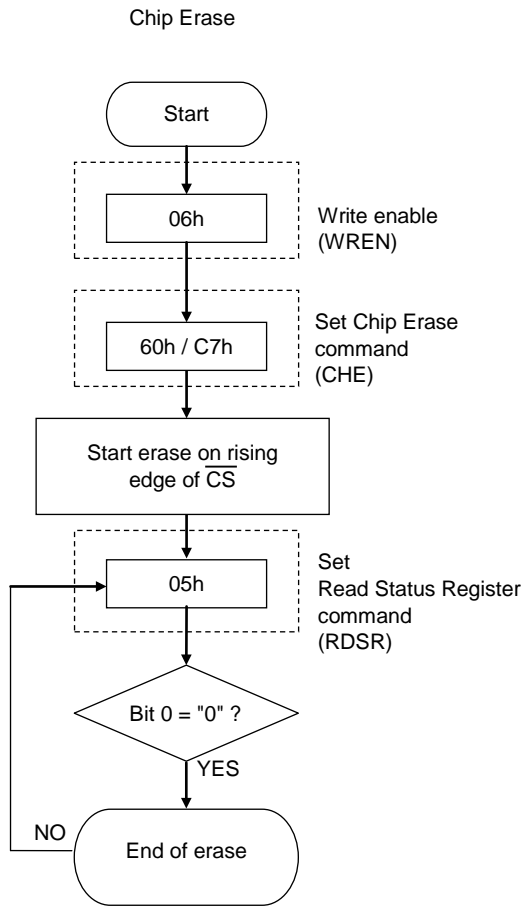 Chip Erase
Start
06h
Write enable
(WREN)
60h / C7h
Set Chip Erase
command
(CHE)
Start erase on rising
edge of C̅S̅
05h
Set
Read Status Register
command
(RDSR)
Bit 0 = "0" ?
YES
NO
End of erase